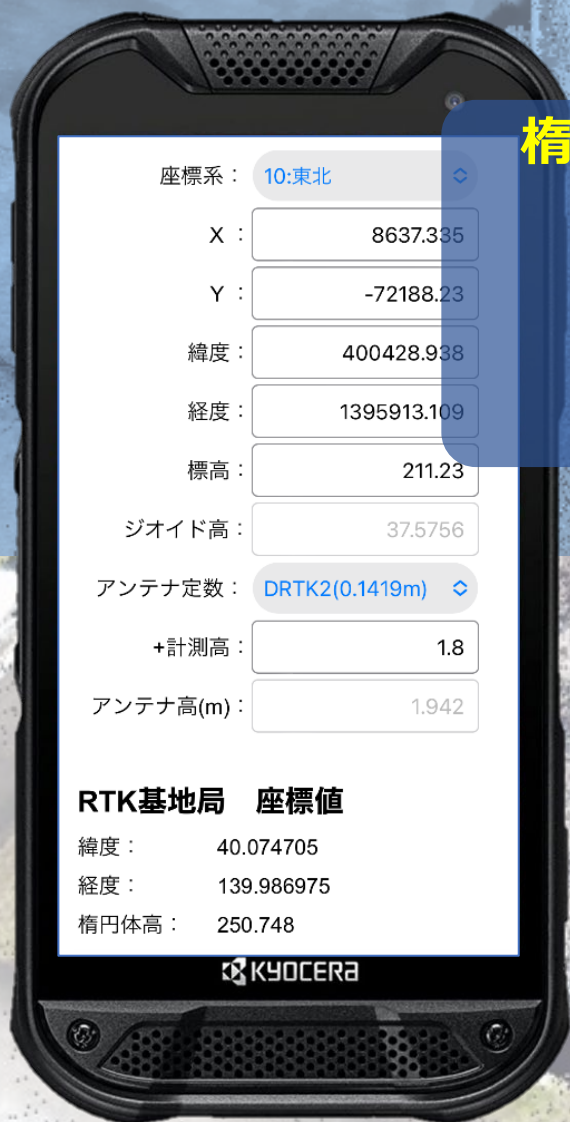 楕
座標系： 10:東北
X ： 8637.335
Y ： -72188.23
緯度： 400428.938
経度： 1395913.109
標高： 211.23
ジオイド高： 37.5756
アンテナ定数： DRTK2(0.1419m)
+計測高： 1.8
アンテナ高(m)： 1.942
RTK基地局 座標値
緯度： 40.074705
経度： 139.986975
楕円体高： 250.748
KYOCERA